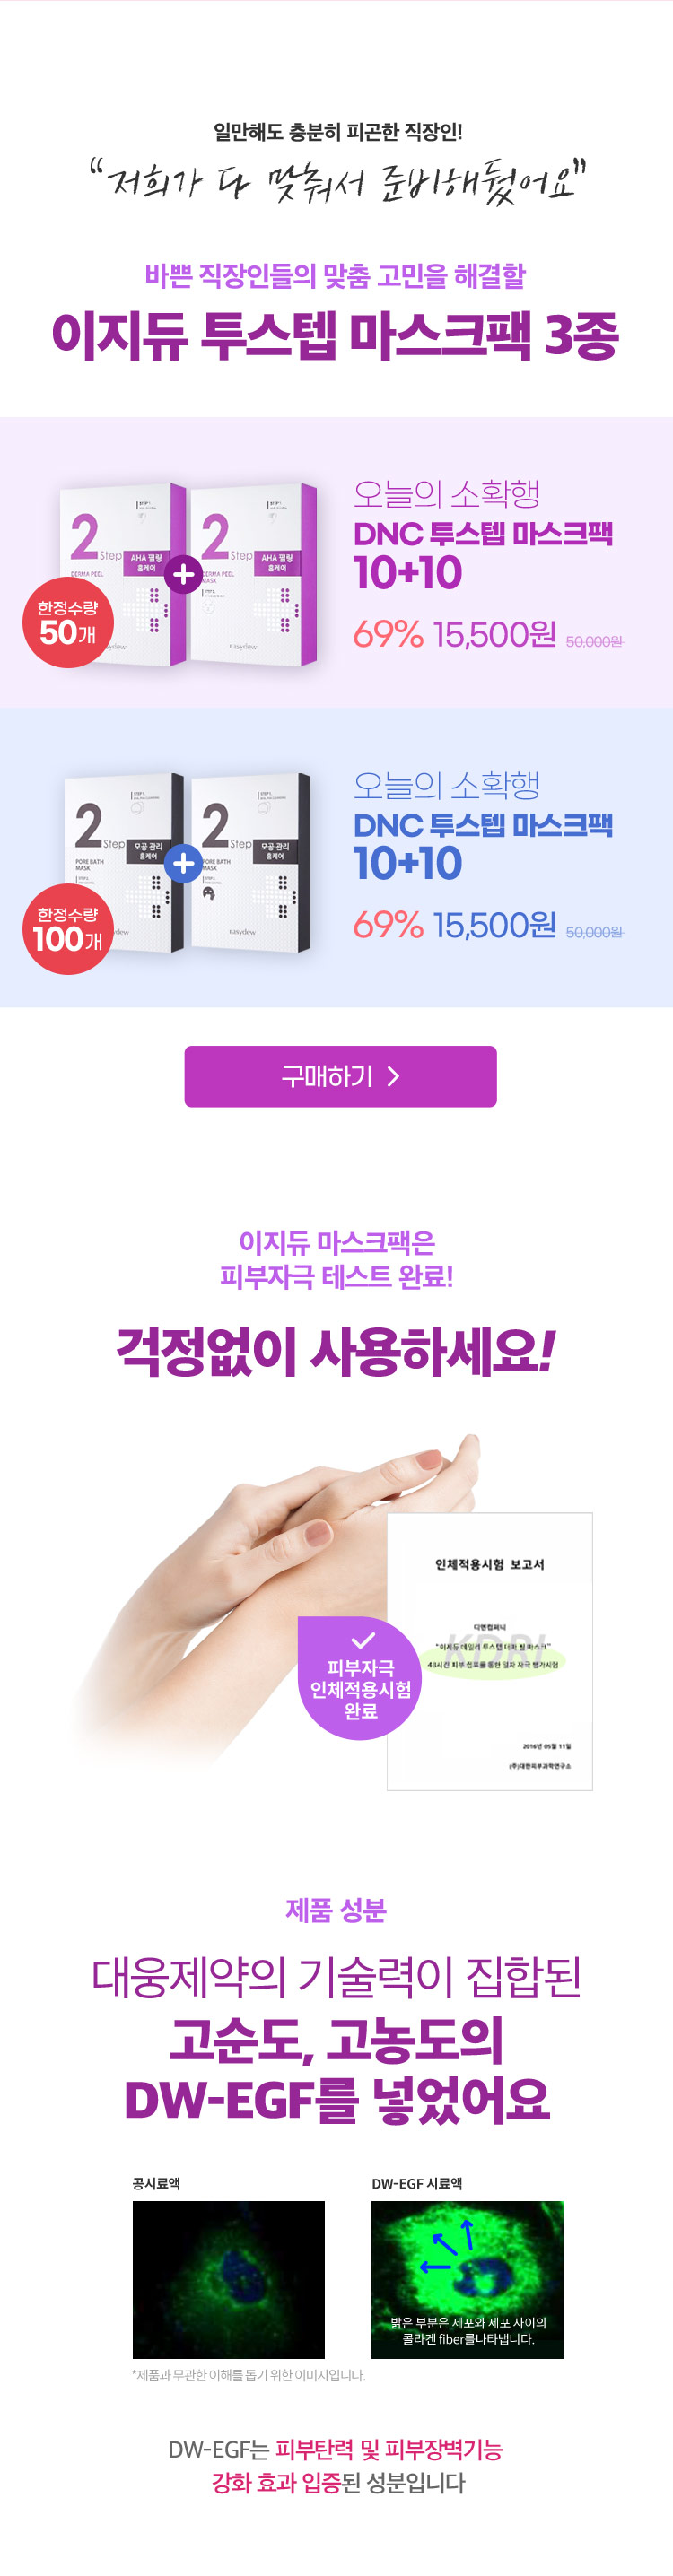 일만해도 충분히 피곤한 직장인!
“저희가 다 맞춰서 준비해뒀어요”
바쁜 직장인들의 맞춤 고민을 해결할
이지듀 투스텝 마스크팩 3종
2 Step
AHA 필링
홈케어
DERMA PEEL
MASK
easydew
2 Step
AHA 필링
홈케어
DERMA PEEL
MASK
easydew
+
한정수량
50개
오늘의 소확행
DNC 투스텝 마스크팩
10+10
69% 15,500원 50,000원
2 Step
모공 관리
홈케어
PORE BATH
MASK
easydew
2 Step
모공 관리
홈케어
PORE BATH
MASK
easydew
+
한정수량
100개
오늘의 소확행
DNC 투스텝 마스크팩
10+10
69% 15,500원 50,000원
구매하기 >
이지듀 마스크팩은
피부자극 테스트 완료!
걱정없이 사용하세요!
인체적용시험 보고서
디엔컴퍼니
"이지듀 데일리 투스텝 더마 필 마스크"
48시간 피부 첩포를 통한 일차 자극 평가시험
KDRI
2016년 05월 11일
(주)대한피부과학연구소
피부자극
인체적용시험
완료
제품 성분
대웅제약의 기술력이 집합된
고순도, 고농도의
DW-EGF를 넣었어요
공시료액
DW-EGF 시료액
밝은 부분은 세포와 세포 사이의
콜라겐 fiber를나타냅니다.
*제품과 무관한 이해를 돕기 위한 이미지입니다.
DW-EGF는 피부탄력 및 피부장벽기능
강화 효과 입증된 성분입니다